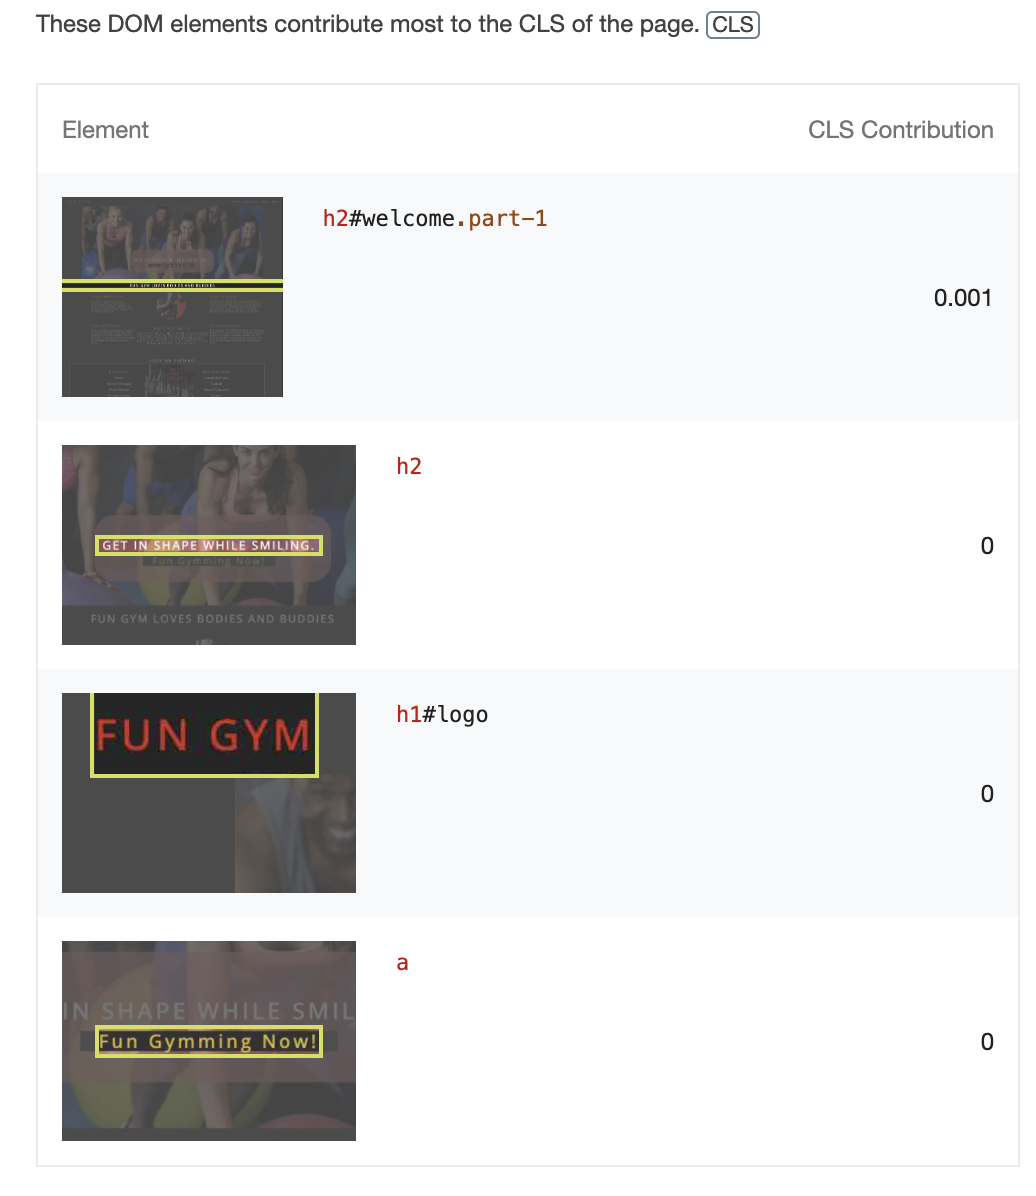 These DOM elements contribute most to the CLS of the page. CLS
Element CLS Contribution
h2#welcome.part-1
FUN GYM LOVES BODIES AND BUDDIES
0.001
h2
GET IN SHAPE WHILE SMILING.
Fun Gymming Now!
FUN GYM LOVES BODIES AND BUDDIES
0
h1#logo
FUN GYM
0
a
IN SHAPE WHILE SMIL
Fun Gymming Now!
0